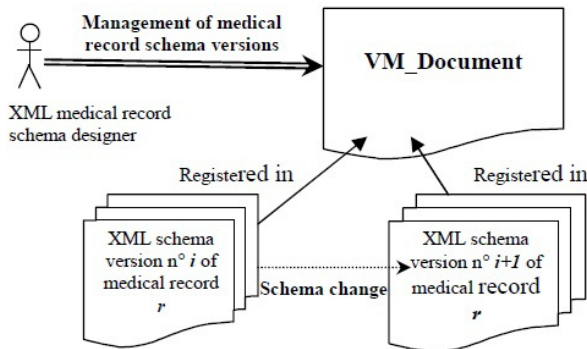 Management of medical
record schema versions
VM_Document
XML medical record
schema designer
Registered in
Registered in
XML schema
version n° i of
medical record
r
Schema change
XML schema
version n° i+1 of
medical record
r